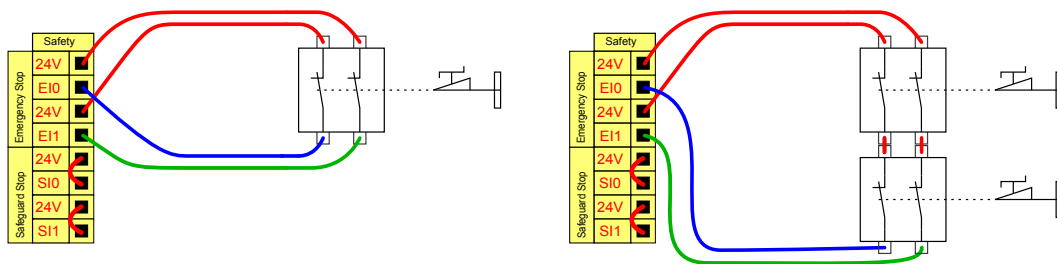 Safety
Emergency Stop
24V
EI0
24V
EI1
Safeguard Stop
24V
SI0
24V
SI1
Safety
Emergency Stop
24V
EI0
24V
EI1
Safeguard Stop
24V
SI0
24V
SI1